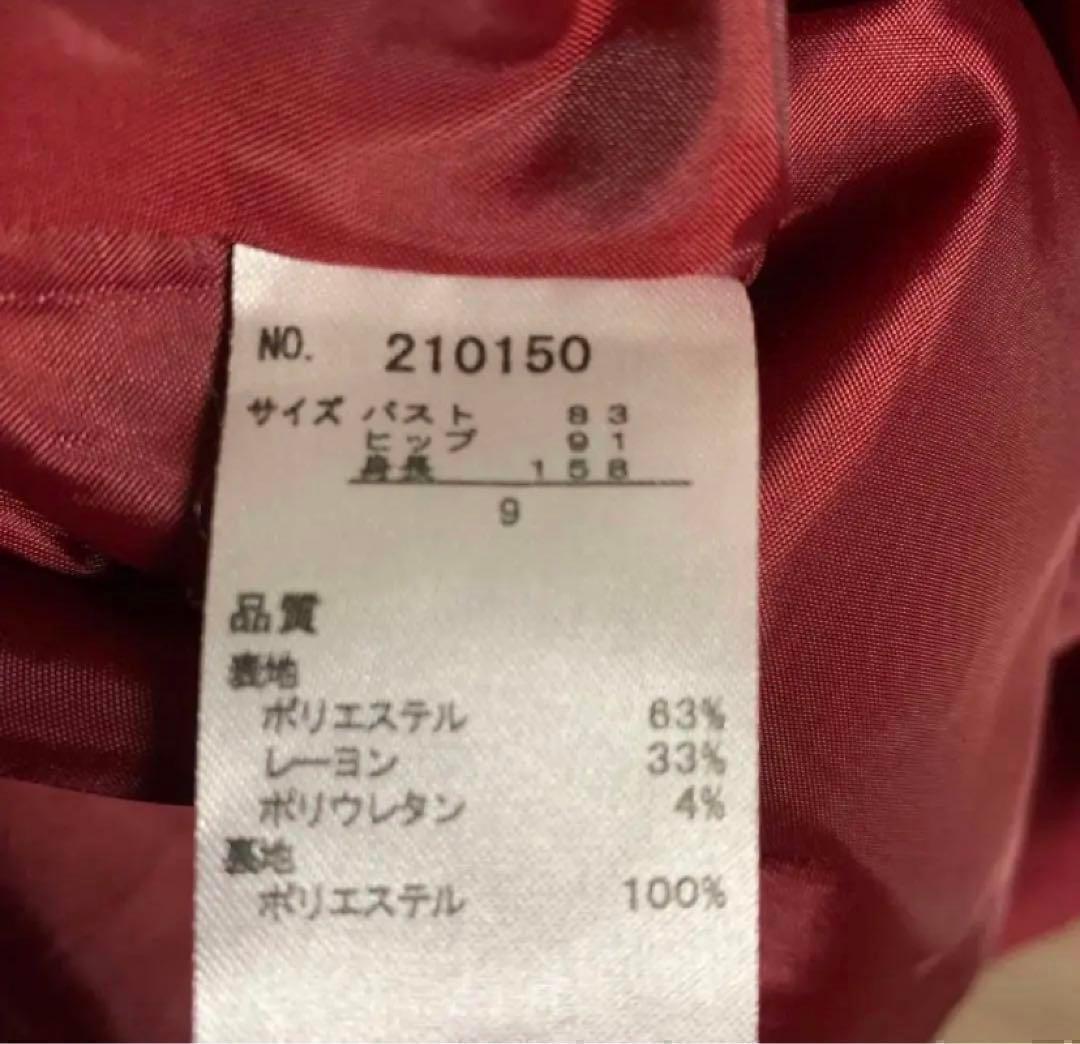 NO. 210150
サイズ バスト 83
ヒップ 91
身長 158
9
品質
表地
ポリエステル 63%
レーヨン 33%
ポリウレタン 4%
裏地
ポリエステル 100%